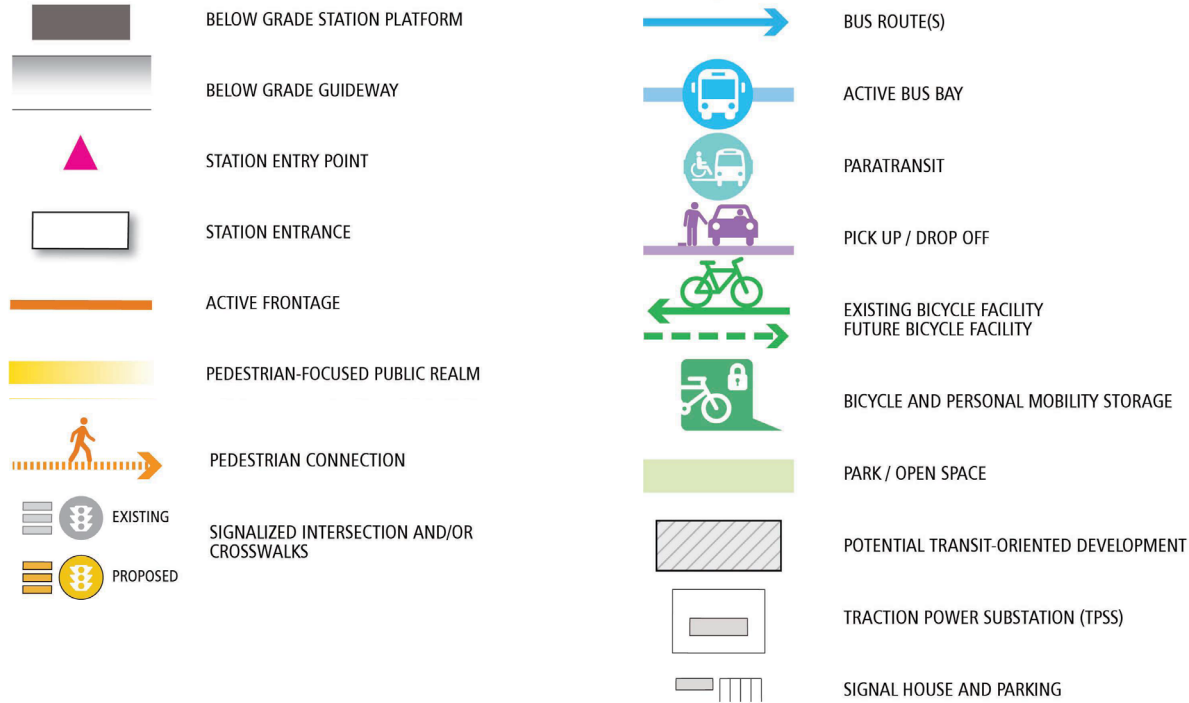 BELOW GRADE STATION PLATFORM
BELOW GRADE GUIDEWAY
STATION ENTRY POINT
STATION ENTRANCE
ACTIVE FRONTAGE
PEDESTRIAN-FOCUSED PUBLIC REALM
PEDESTRIAN CONNECTION
EXISTING
SIGNALIZED INTERSECTION AND/OR
CROSSWALKS
PROPOSED
BUS ROUTE(S)
ACTIVE BUS BAY
PARATRANSIT
PICK UP / DROP OFF
EXISTING BICYCLE FACILITY
FUTURE BICYCLE FACILITY
BICYCLE AND PERSONAL MOBILITY STORAGE
PARK / OPEN SPACE
POTENTIAL TRANSIT-ORIENTED DEVELOPMENT
TRACTION POWER SUBSTATION (TPSS)
SIGNAL HOUSE AND PARKING